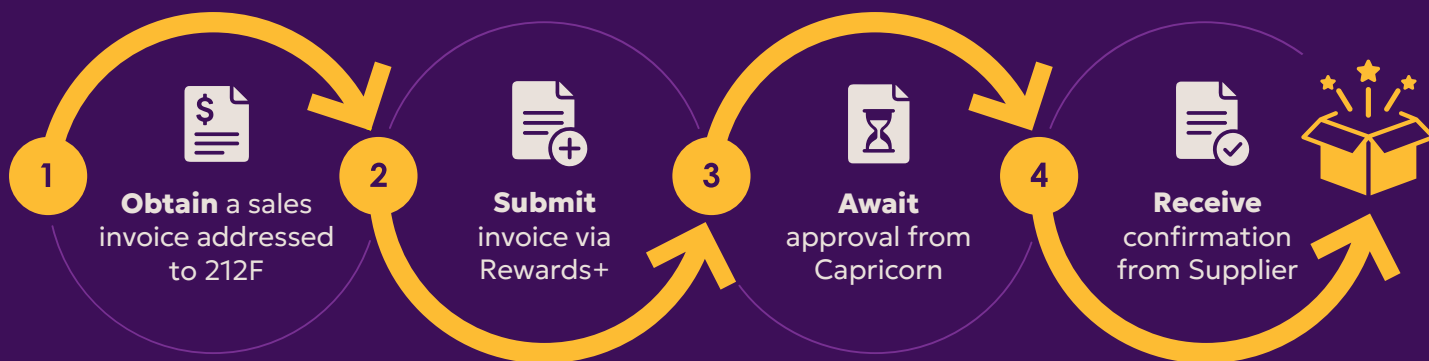 1
$
Obtain a sales
invoice addressed
to 212F
2
Submit
invoice via
Rewards+
3
Await
approval from
Capricorn
4
Receive
confirmation
from Supplier